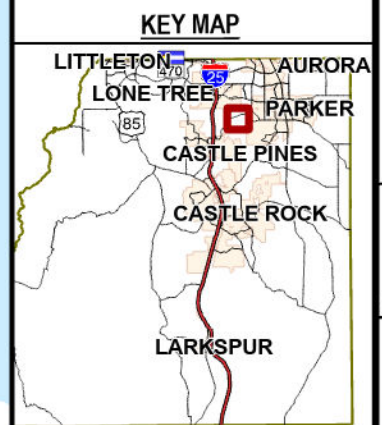 KEY MAP
LITTLETON
470
25
AURORA
LONE TREE
85
PARKER
CASTLE PINES
CASTLE ROCK
LARKSPUR